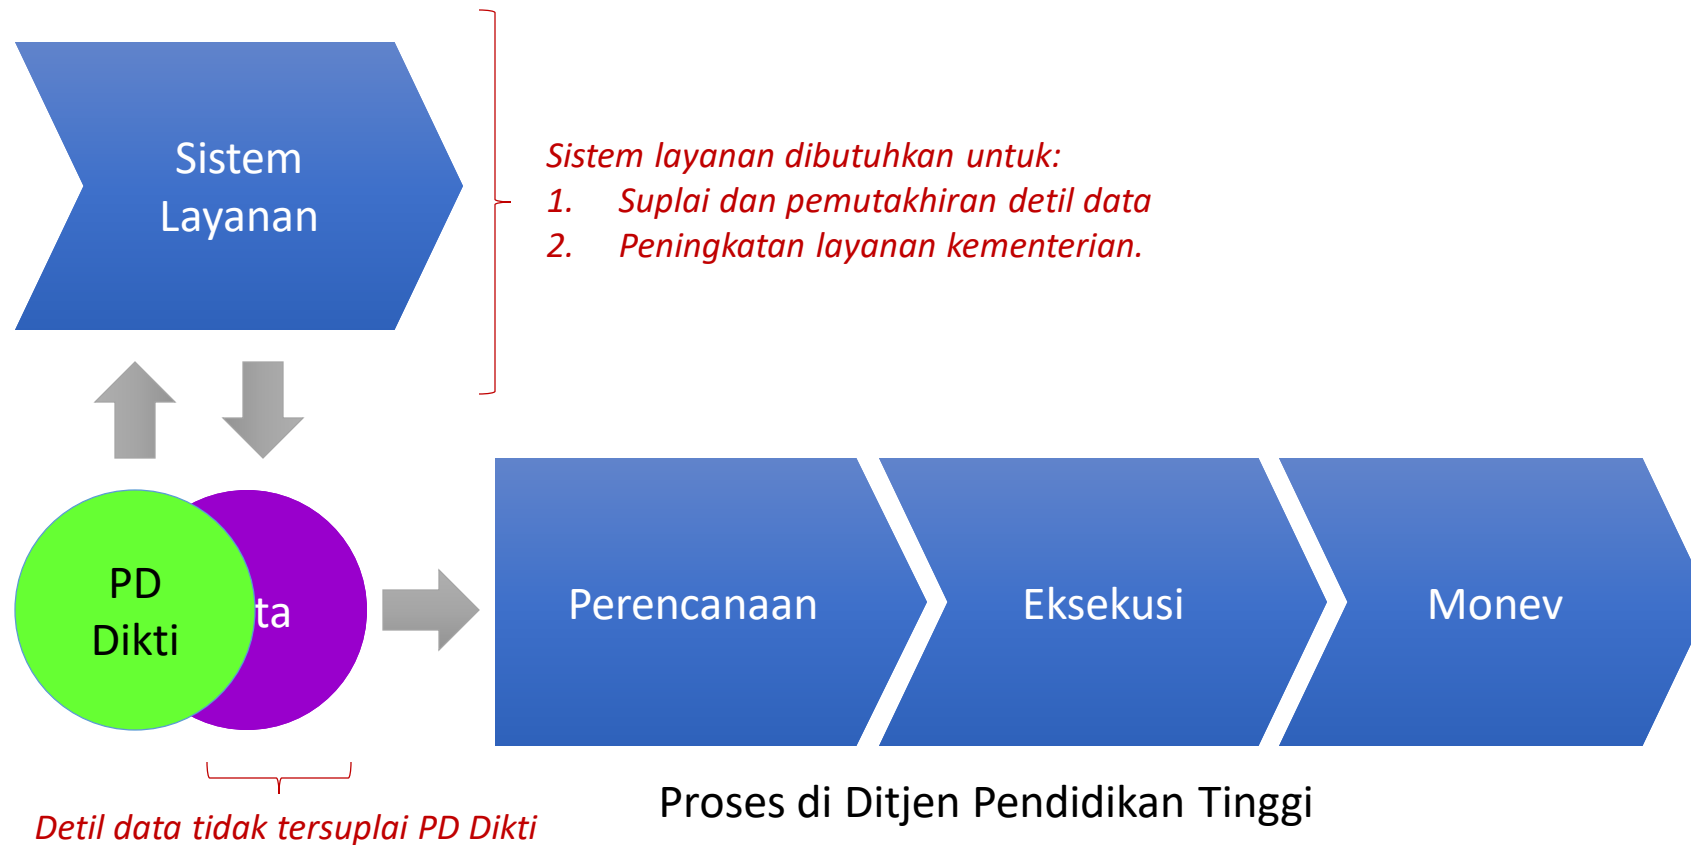 Sistem
Layanan
Sistem layanan dibutuhkan untuk:
1. Suplai dan pemutakhiran detil data
2. Peningkatan layanan kementerian.
PD
Dikti
ta
Perencanaan
Eksekusi
Monev
Proses di Ditjen Pendidikan Tinggi
Detil data tidak tersuplai PD Dikti